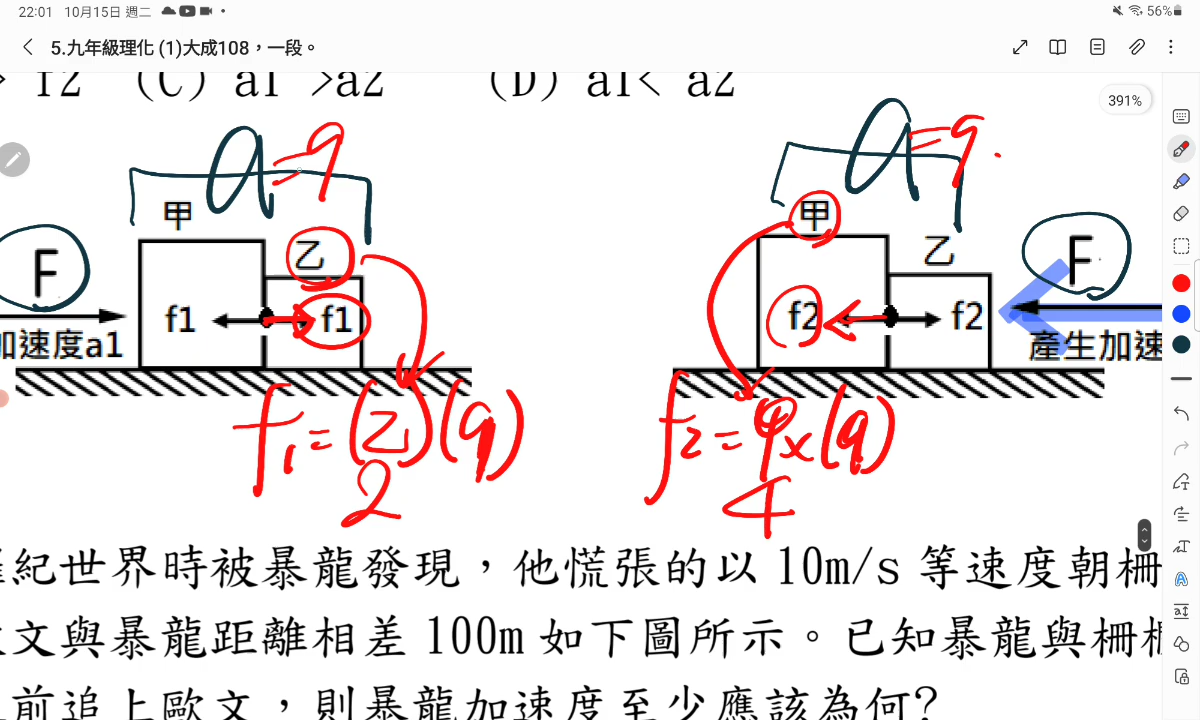 22:01 10月15日 週二 56%
5.九年級理化 (1)大成108，一段。
f2 (C) a1 >a2 (D) a1< a2
391%
a=9 a=9.
甲 乙 F
f1 f1
加速度a1
甲 乙 F
f2 f2
產生加速
f1=(乙)(9) f2=甲x(9)
2 4
紀世界時被暴龍發現，他慌張的以 10m/s 等速度朝柵
文與暴龍距離相差 100m 如下圖所示。已知暴龍與柵
前追上歐文，則暴龍加速度至少應該為何?